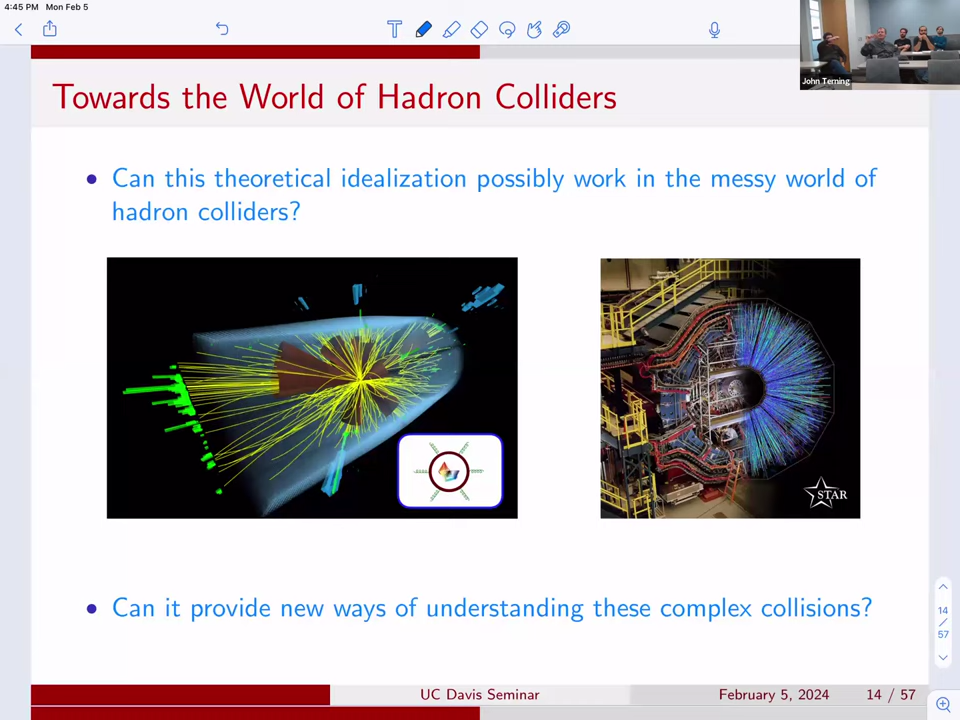 4:45 PM Mon Feb 5
John Terning
Towards the World of Hadron Colliders
Can this theoretical idealization possibly work in the messy world of
hadron colliders?
STAR
Can it provide new ways of understanding these complex collisions?
14
/
57
UC Davis Seminar February 5, 2024 14 / 57